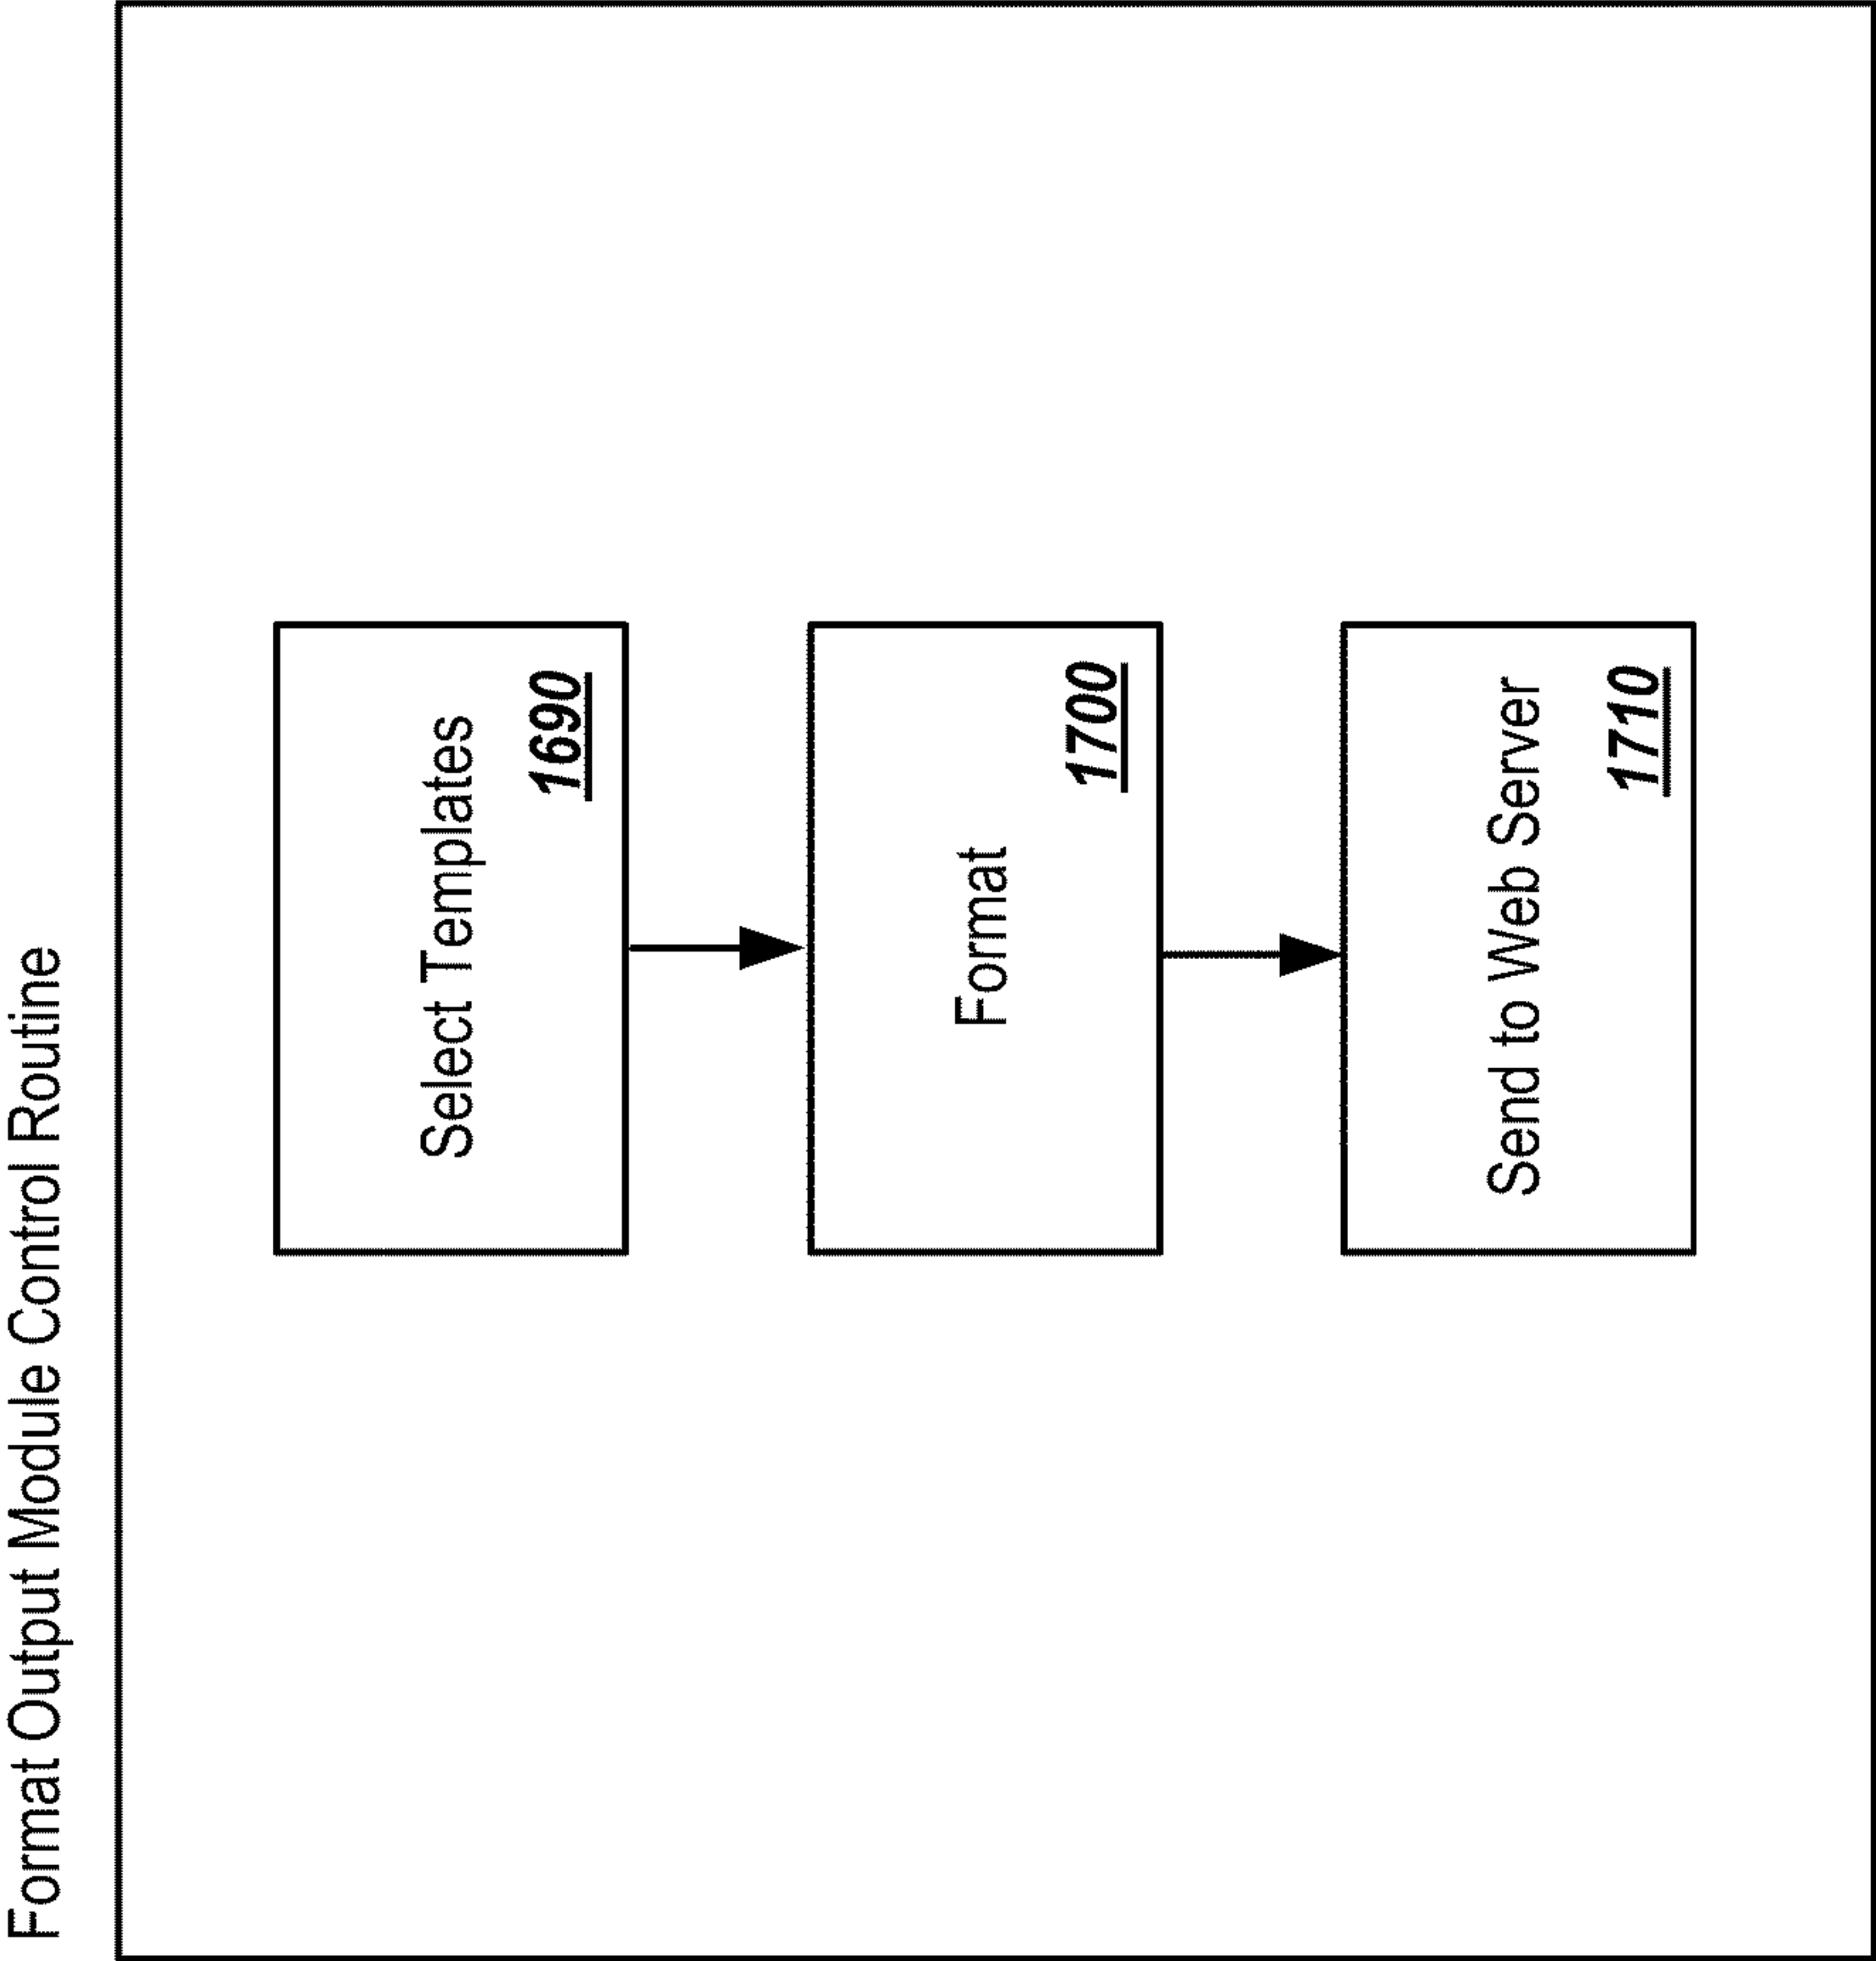 Format Output Module Control Routine
Select Templates
1690
Format
1700
Send to Web Server
1710